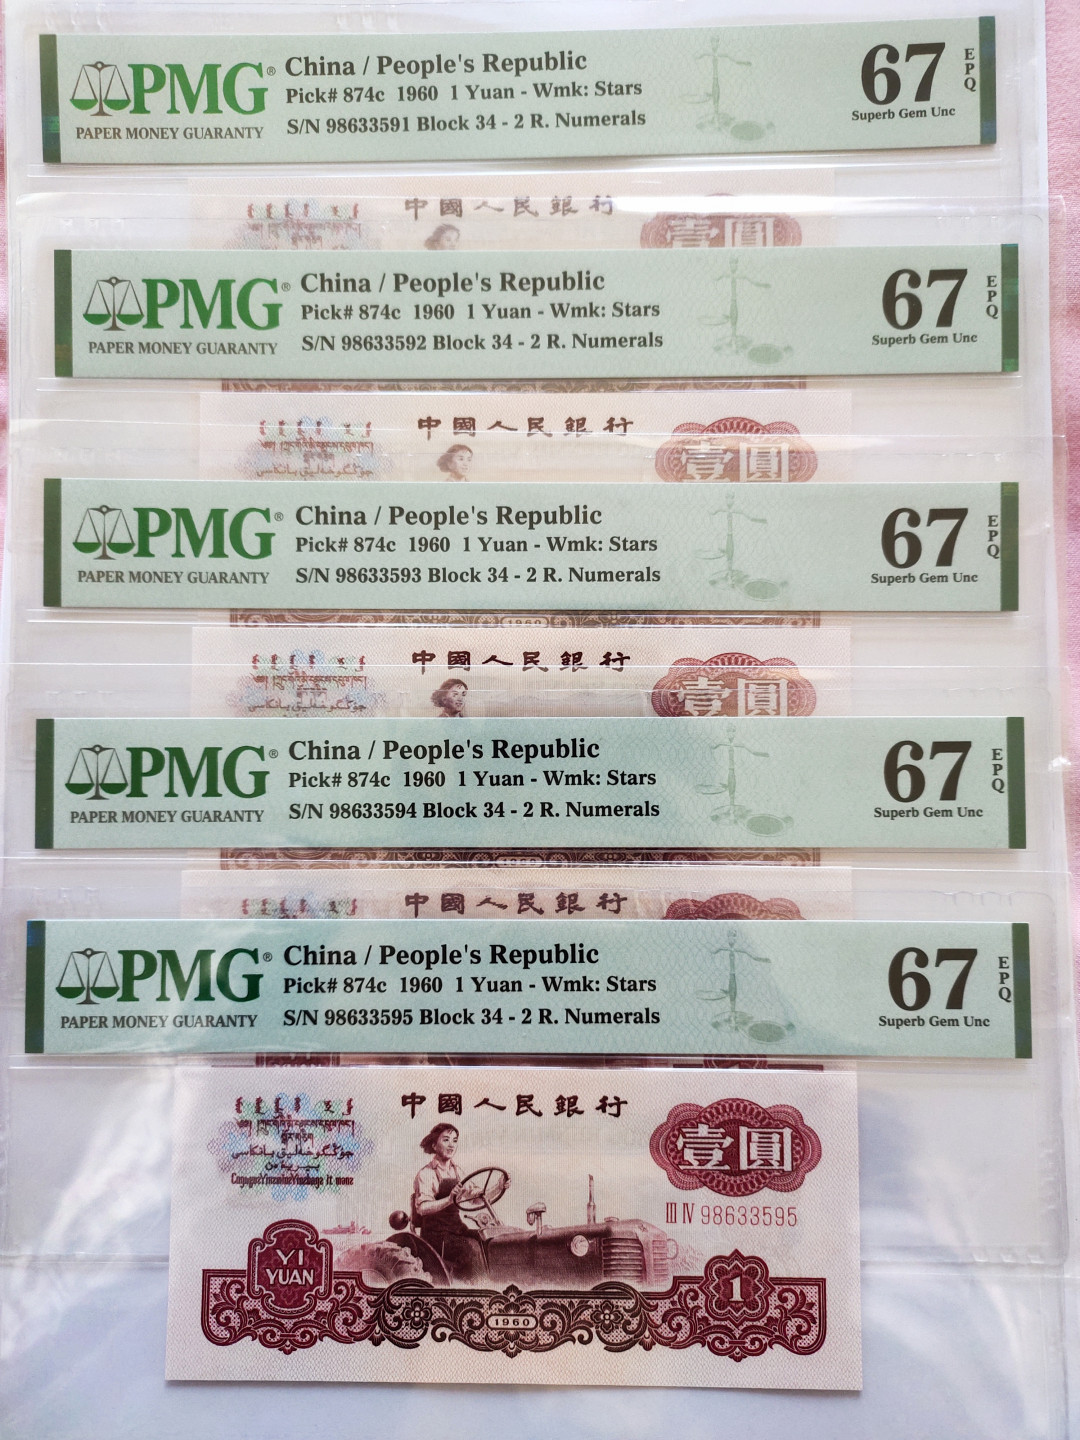 PMG®
PAPER MONEY GUARANTY
China / People's Republic
Pick# 874c 1960 1 Yuan - Wmk: Stars
S/N 98633591 Block 34 - 2 R. Numerals
67
EPQ
Superb Gem Unc
中國人民銀行
壹圓
PMG®
PAPER MONEY GUARANTY
China / People's Republic
Pick# 874c 1960 1 Yuan - Wmk: Stars
S/N 98633592 Block 34 - 2 R. Numerals
67
EPQ
Superb Gem Unc
中國人民銀行
壹圓
PMG®
PAPER MONEY GUARANTY
China / People's Republic
Pick# 874c 1960 1 Yuan - Wmk: Stars
S/N 98633593 Block 34 - 2 R. Numerals
67
EPQ
Superb Gem Unc
1960
中國人民銀行
壹圓
PMG®
PAPER MONEY GUARANTY
China / People's Republic
Pick# 874c 1960 1 Yuan - Wmk: Stars
S/N 98633594 Block 34 - 2 R. Numerals
67
EPQ
Superb Gem Unc
1960
中國人民銀行
PMG®
PAPER MONEY GUARANTY
China / People's Republic
Pick# 874c 1960 1 Yuan - Wmk: Stars
S/N 98633595 Block 34 - 2 R. Numerals
67
EPQ
Superb Gem Unc
中國人民銀行
壹圓
III IV 98633595
YI
YUAN
1
1960